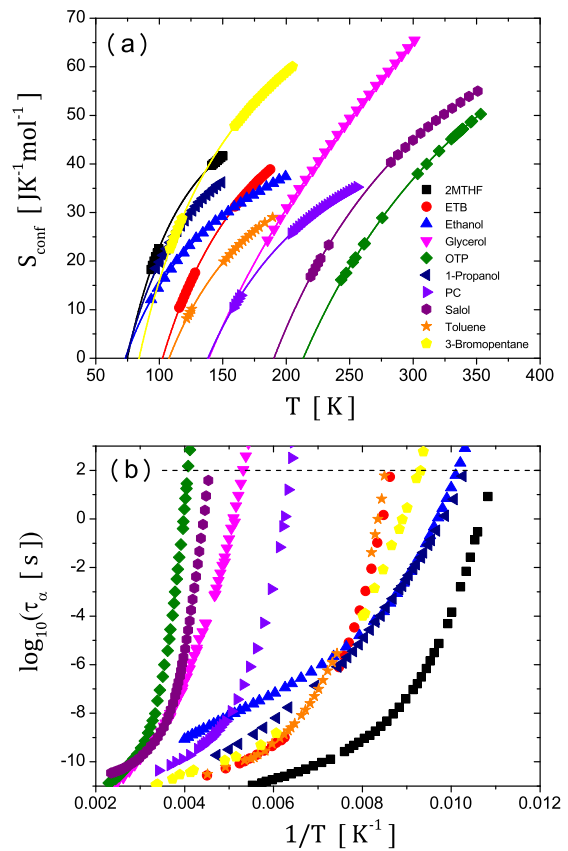 (a)
S_conf [ JK⁻¹mol⁻¹ ]
70
60
50
40
30
20
10
0
2MTHF
ETB
Ethanol
Glycerol
OTP
1-Propanol
PC
Salol
Toluene
3-Bromopentane
50 100 150 200 250 300 350 400
T [ K ]
(b)
log₁₀(τ_α [ s ])
2
0
-2
-4
-6
-8
-10
0.002 0.004 0.006 0.008 0.010 0.012
1/T [ K⁻¹ ]